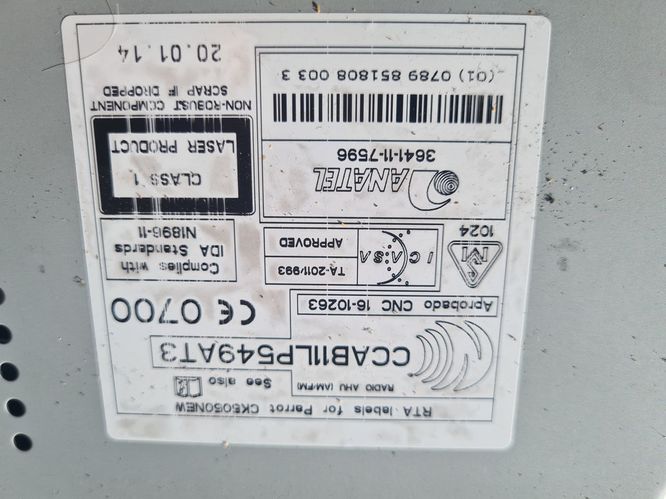 RTA labels for Parrot CK5050NEW
RADIO AHU (AM-FM)
See also
CCAB11LP549AT3
Aprobado CNC 16-10263
CE 0700
1024
ICASA
TA-2011/993
APPROVED
Complies with
IDA Standards
N1896-11
ANATEL
3641-11-7596
(01) 0789 851808 003 3
CLASS 1
LASER PRODUCT
NON-ROBUST COMPONENT
SCRAP IF DROPPED
20.01.14